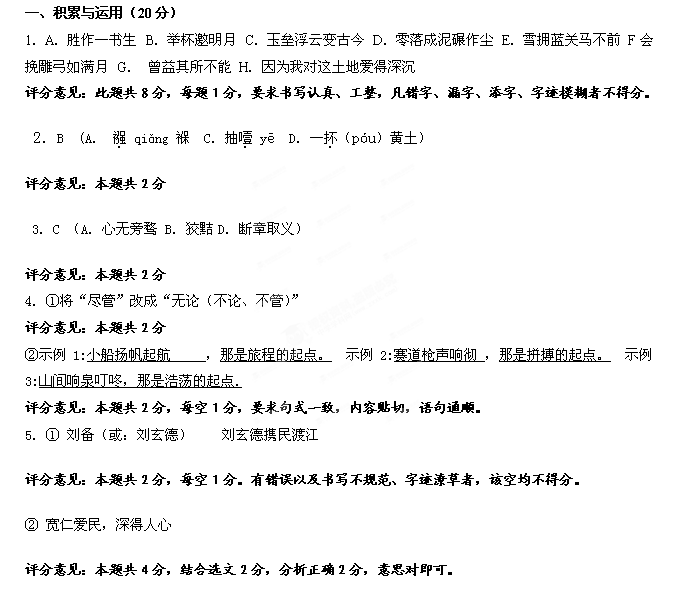 一、积累与运用（20分）
1. A. 胜作一书生 B. 举杯邀明月 C. 玉垒浮云变古今 D. 零落成泥碾作尘 E. 雪拥蓝关马不前 F 会
挽雕弓如满月 G. 曾益其所不能 H. 因为我对这土地爱得深沉
评分意见：此题共8分，每题1分，要求书写认真、工整，凡错字、漏字、添字、字迹模糊者不得分。
2. B （A. 襁 qiǎng 褓 C. 抽噎 yē D. 一抔（póu）黄土）
评分意见：本题共2分
3. C （A. 心无旁骛 B. 狡黠 D. 断章取义）
评分意见：本题共2分
4. ①将“尽管”改成“无论（不论、不管）”
评分意见：本题共2分
②示例 1:小船扬帆起航 ，那是旅程的起点。 示例 2:赛道枪声响彻 ，那是拼搏的起点。 示例
3:山间响泉叮咚，那是浩荡的起点.
评分意见：本题共2分，每空1分，要求句式一致，内容贴切，语句通顺。
5. ① 刘备（或：刘玄德） 刘玄德携民渡江
评分意见：本题共2分，每空1分。有错误以及书写不规范、字迹潦草者，该空均不得分。
② 宽仁爱民，深得人心
评分意见：本题共4分，结合选文2分，分析正确2分，意思对即可。